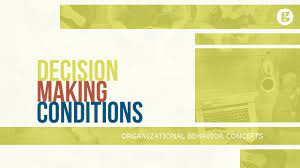 g
DECISION
MAKING
CONDITIONS
ORGANIZATIONAL BEHAVIOR CONCEPTS